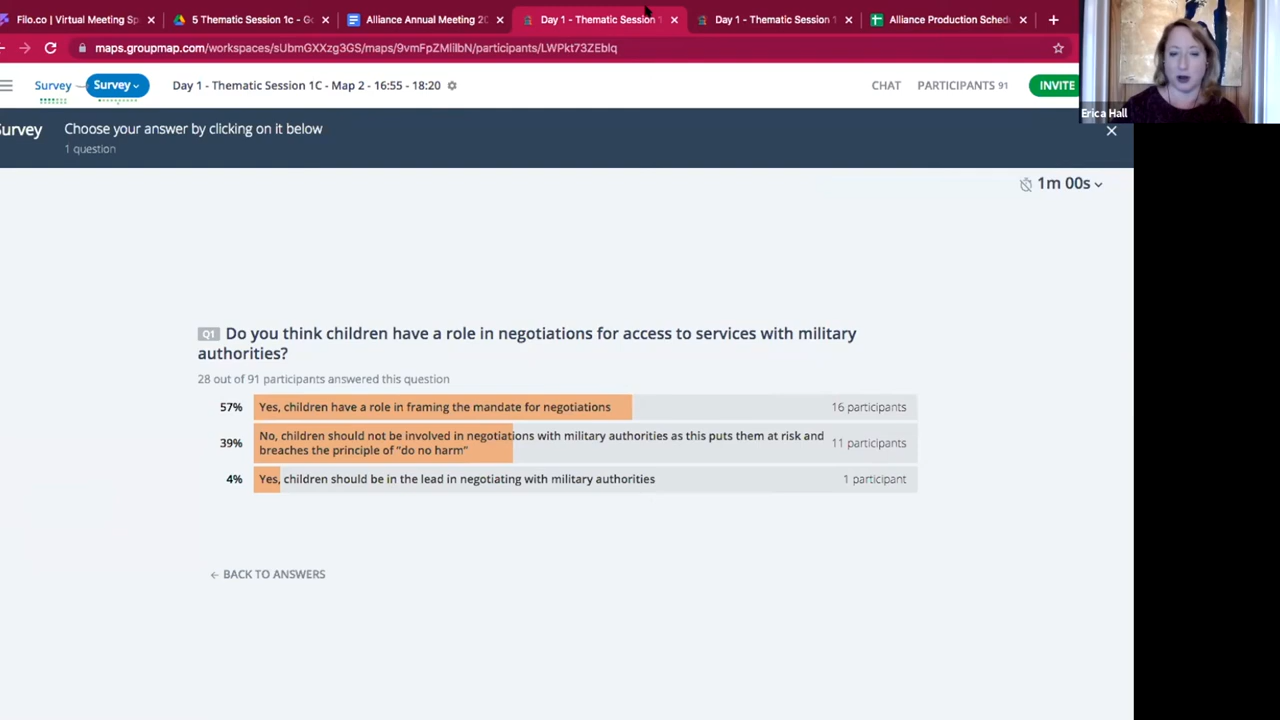 Filo.co | Virtual Meeting Sp
5 Thematic Session 1c - Go
Alliance Annual Meeting 20
Day 1 - Thematic Session 1
Day 1 - Thematic Session 1
Alliance Production Schedu
maps.groupmap.com/workspaces/sUbmGXXzg3GS/maps/9vmFpZMlilbN/participants/LWPkt73ZEblq
Survey
Survey
Day 1 - Thematic Session 1C - Map 2 - 16:55 - 18:20
CHAT
PARTICIPANTS 91
INVITE
Erica Hall
Survey
Choose your answer by clicking on it below
1 question
1m 00s
Q1 Do you think children have a role in negotiations for access to services with military
authorities?
28 out of 91 participants answered this question
57% Yes, children have a role in framing the mandate for negotiations 16 participants
39% No, children should not be involved in negotiations with military authorities as this puts them at risk and
breaches the principle of "do no harm" 11 participants
4% Yes, children should be in the lead in negotiating with military authorities 1 participant
← BACK TO ANSWERS